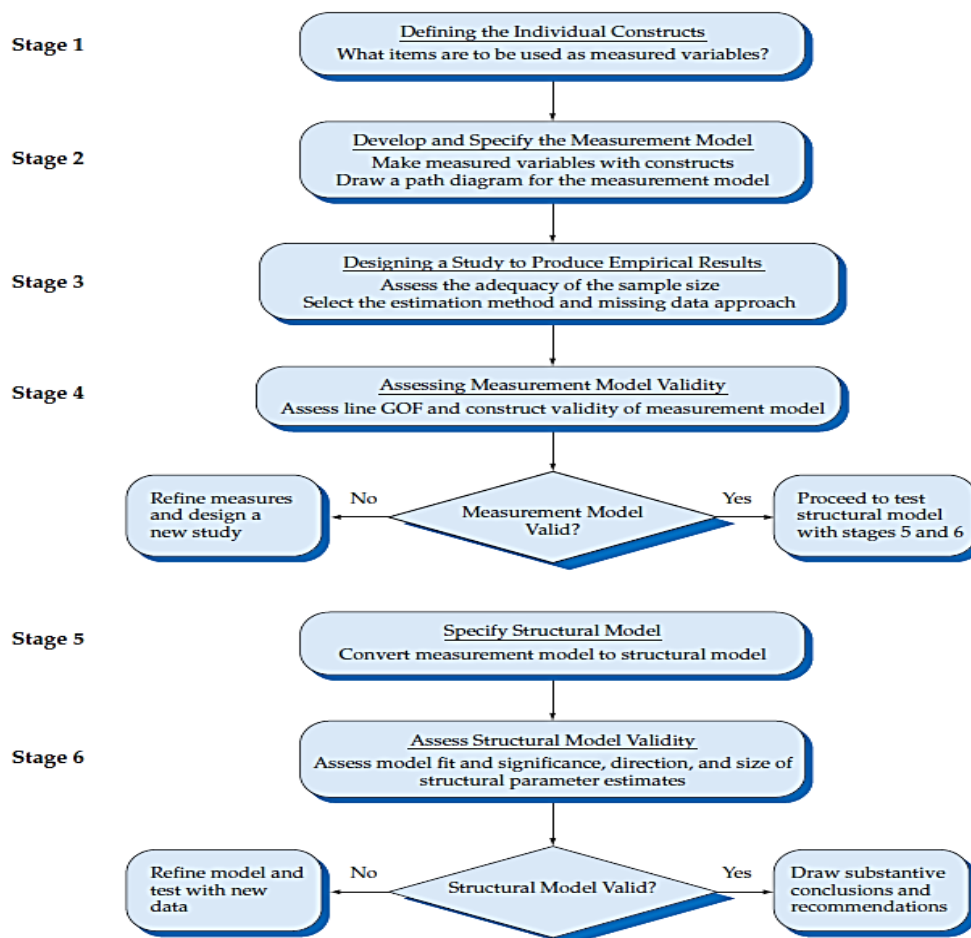 Stage 1
Defining the Individual Constructs
What items are to be used as measured variables?
Stage 2
Develop and Specify the Measurement Model
Make measured variables with constructs
Draw a path diagram for the measurement model
Stage 3
Designing a Study to Produce Empirical Results
Assess the adequacy of the sample size
Select the estimation method and missing data approach
Stage 4
Assessing Measurement Model Validity
Assess line GOF and construct validity of measurement model
Refine measures
and design a
new study
No
Measurement Model
Valid?
Yes
Proceed to test
structural model
with stages 5 and 6
Stage 5
Specify Structural Model
Convert measurement model to structural model
Stage 6
Assess Structural Model Validity
Assess model fit and significance, direction, and size of
structural parameter estimates
Refine model and
test with new
data
No
Structural Model Valid?
Yes
Draw substantive
conclusions and
recommendations